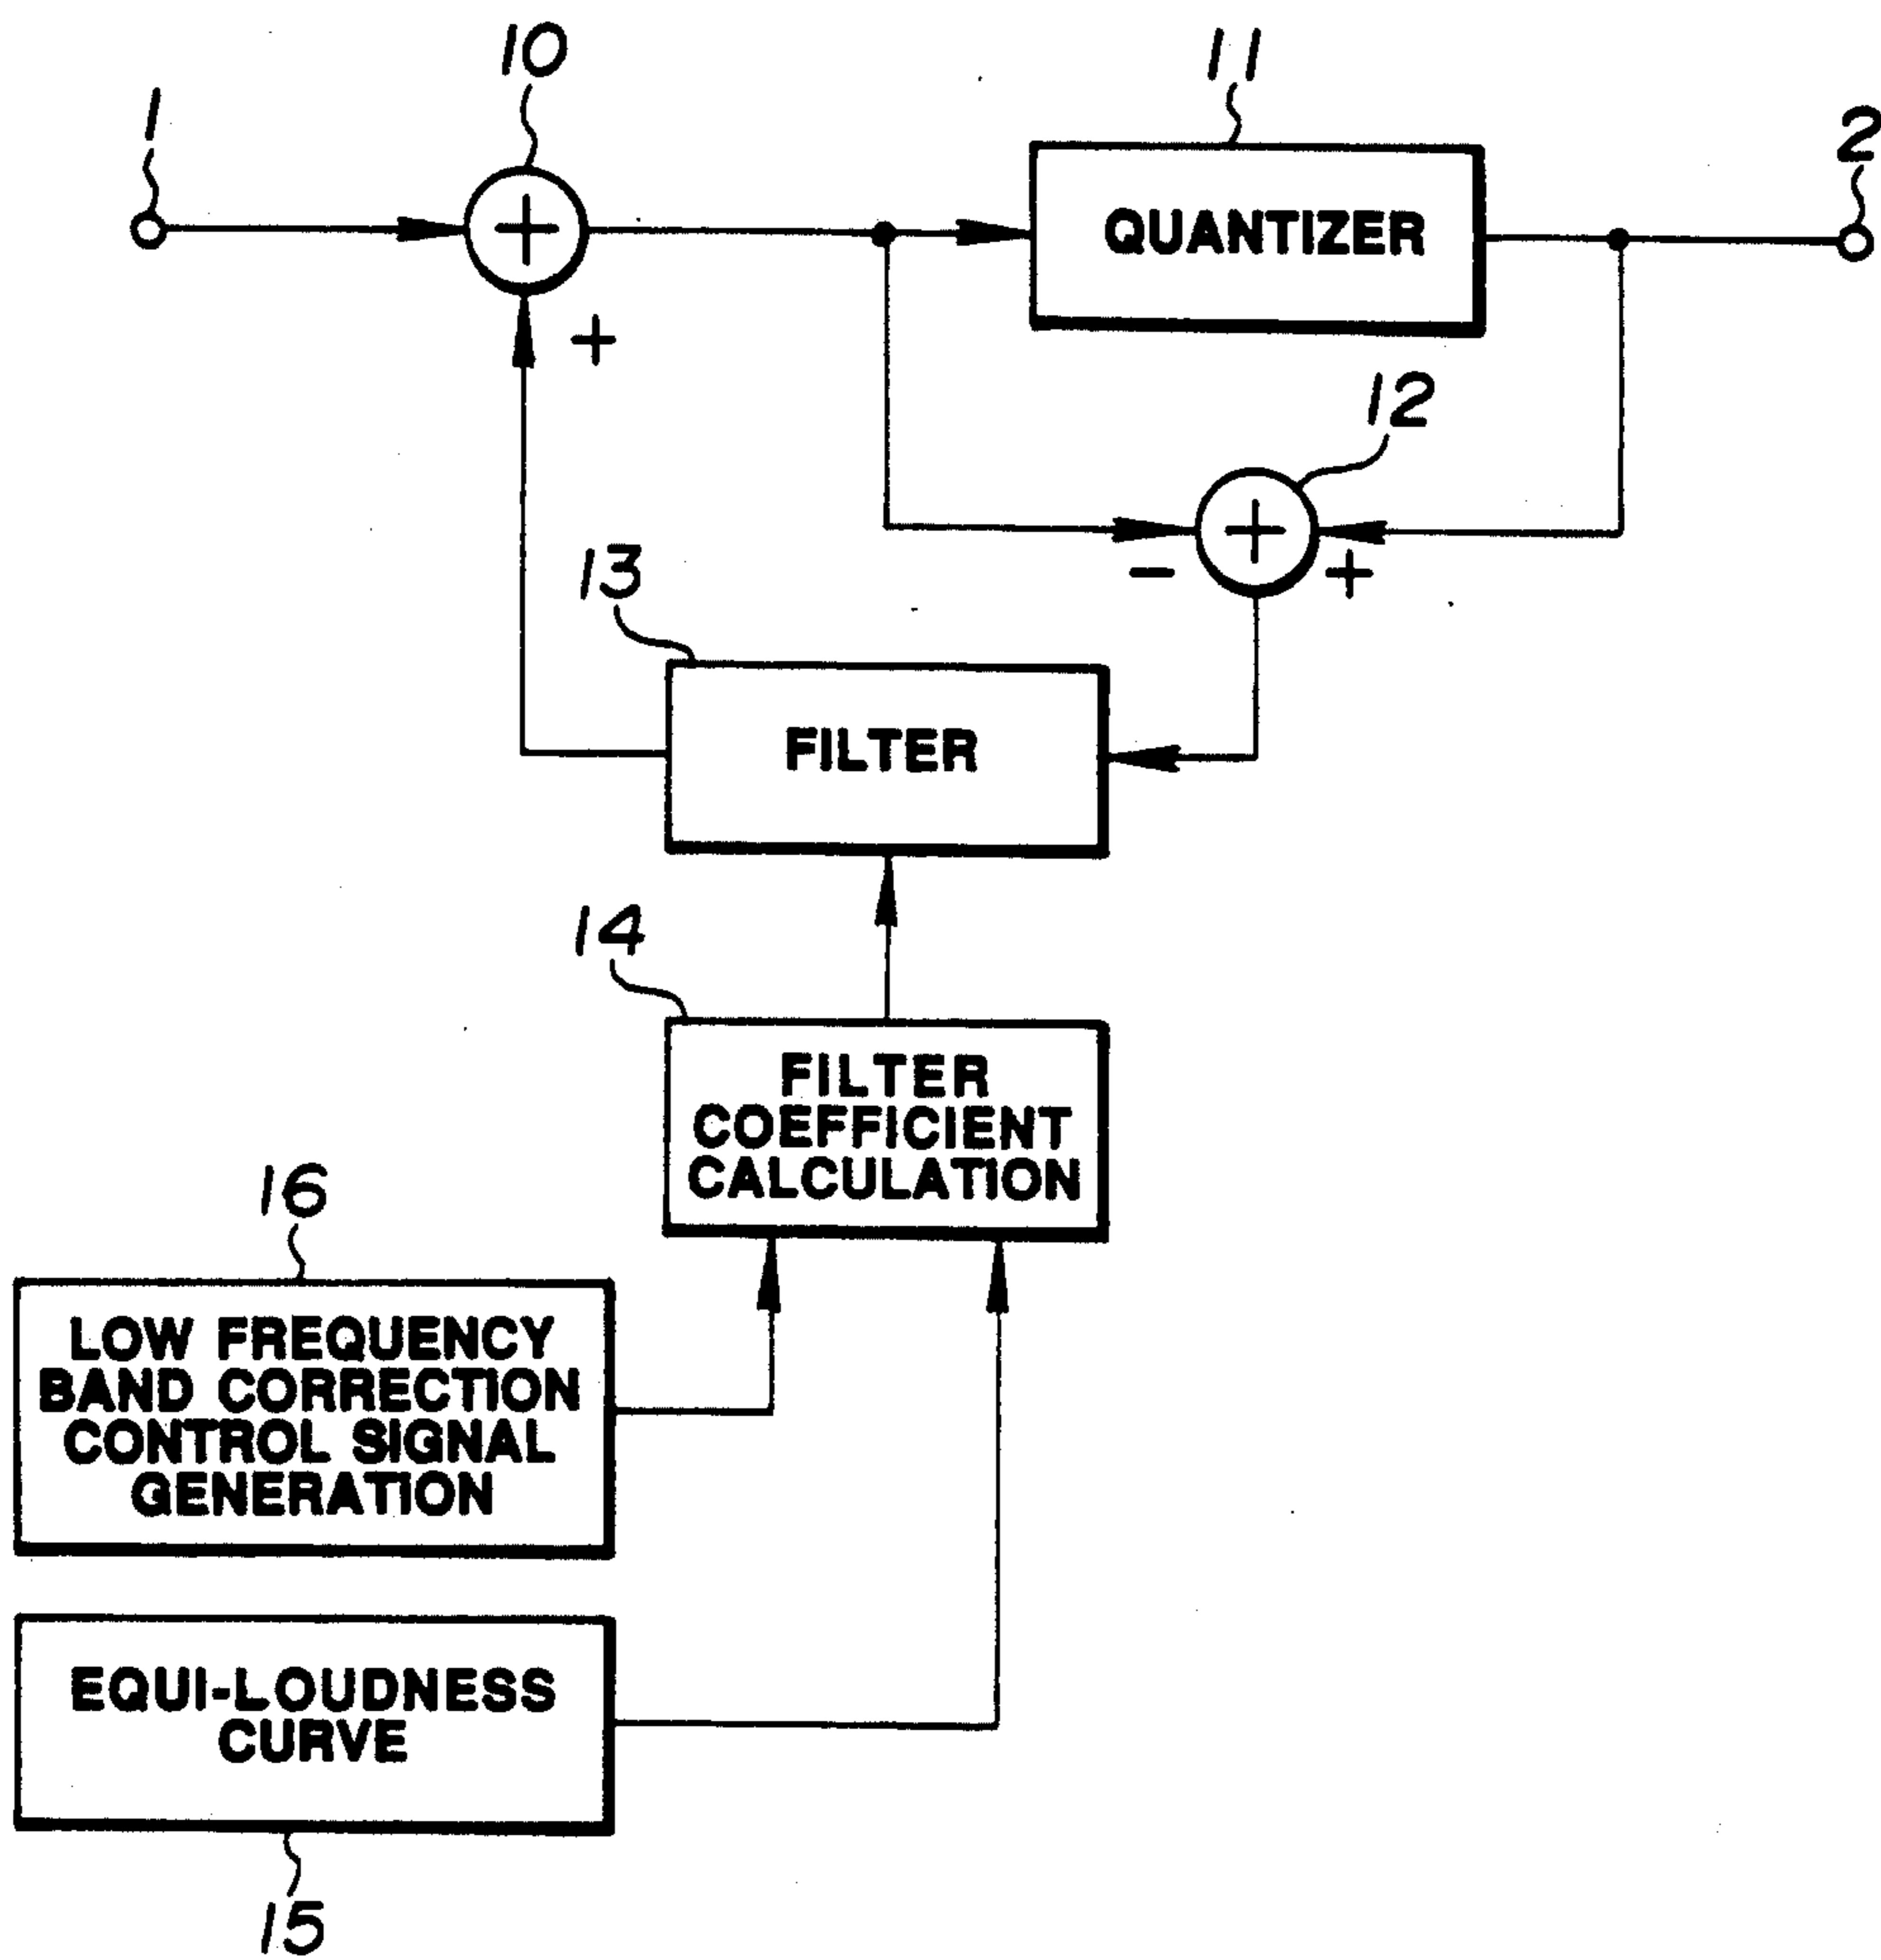 10
11
1
2
+
QUANTIZER
+
+
12
+
-
+
13
FILTER
14
FILTER
COEFFICIENT
CALCULATION
16
LOW FREQUENCY
BAND CORRECTION
CONTROL SIGNAL
GENERATION
EQUI-LOUDNESS
CURVE
15